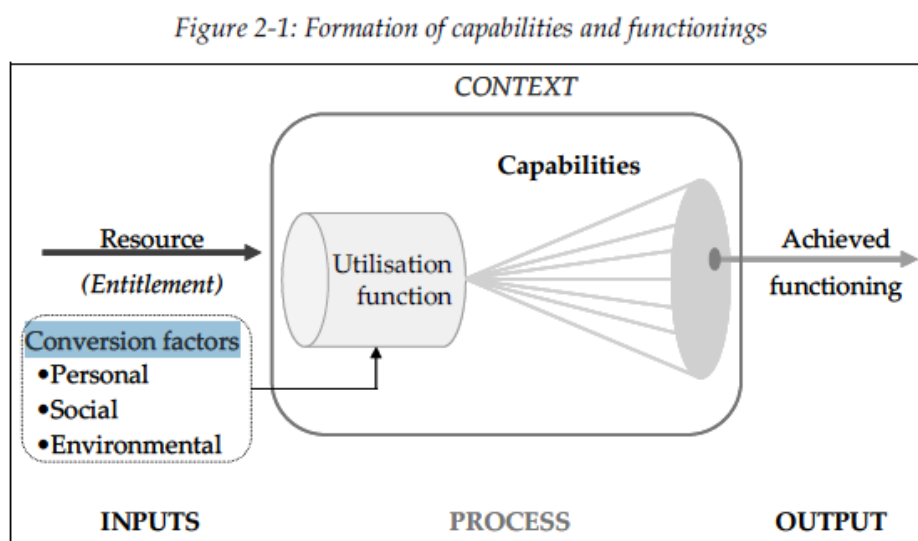 Figure 2-1: Formation of capabilities and functionings
CONTEXT
Capabilities
Resource
(Entitlement)
Utilisation
function
Achieved
functioning
Conversion factors
•Personal
•Social
•Environmental
INPUTS
PROCESS
OUTPUT